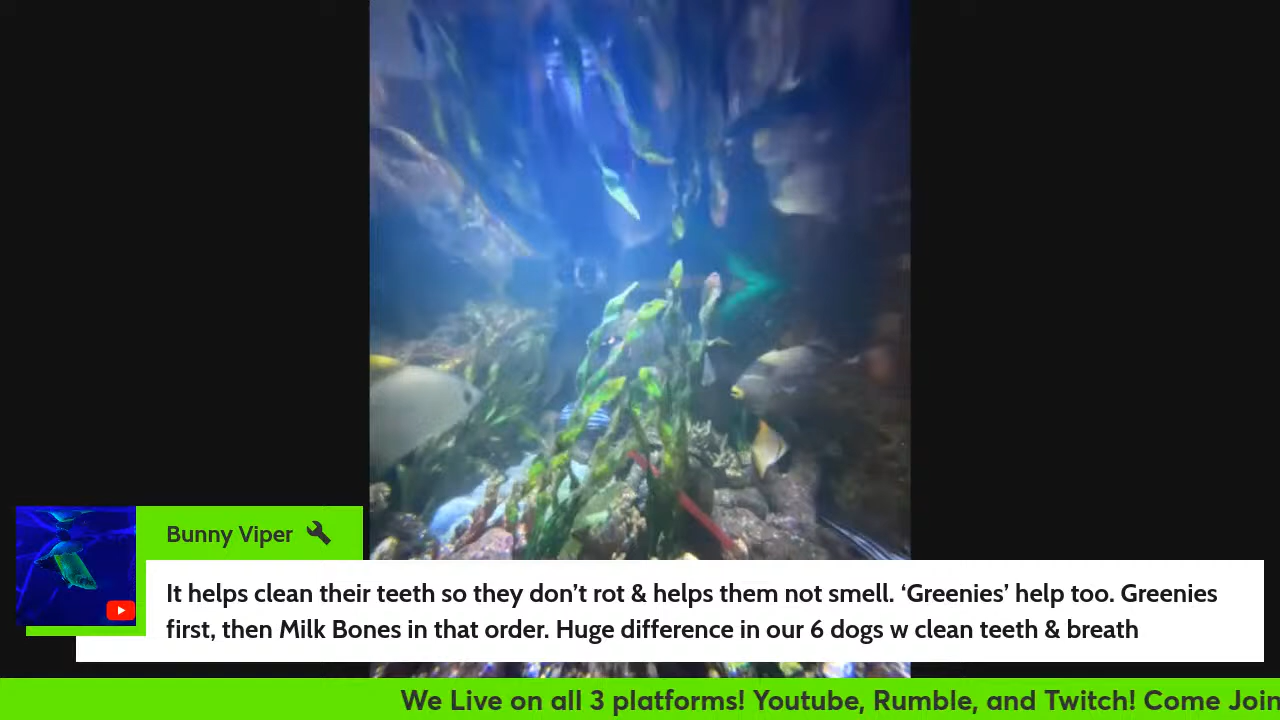 Bunny Viper
It helps clean their teeth so they don’t rot & helps them not smell. ‘Greenies’ help too. Greenies
first, then Milk Bones in that order. Huge difference in our 6 dogs w clean teeth & breath
We Live on all 3 platforms! Youtube, Rumble, and Twitch! Come Join